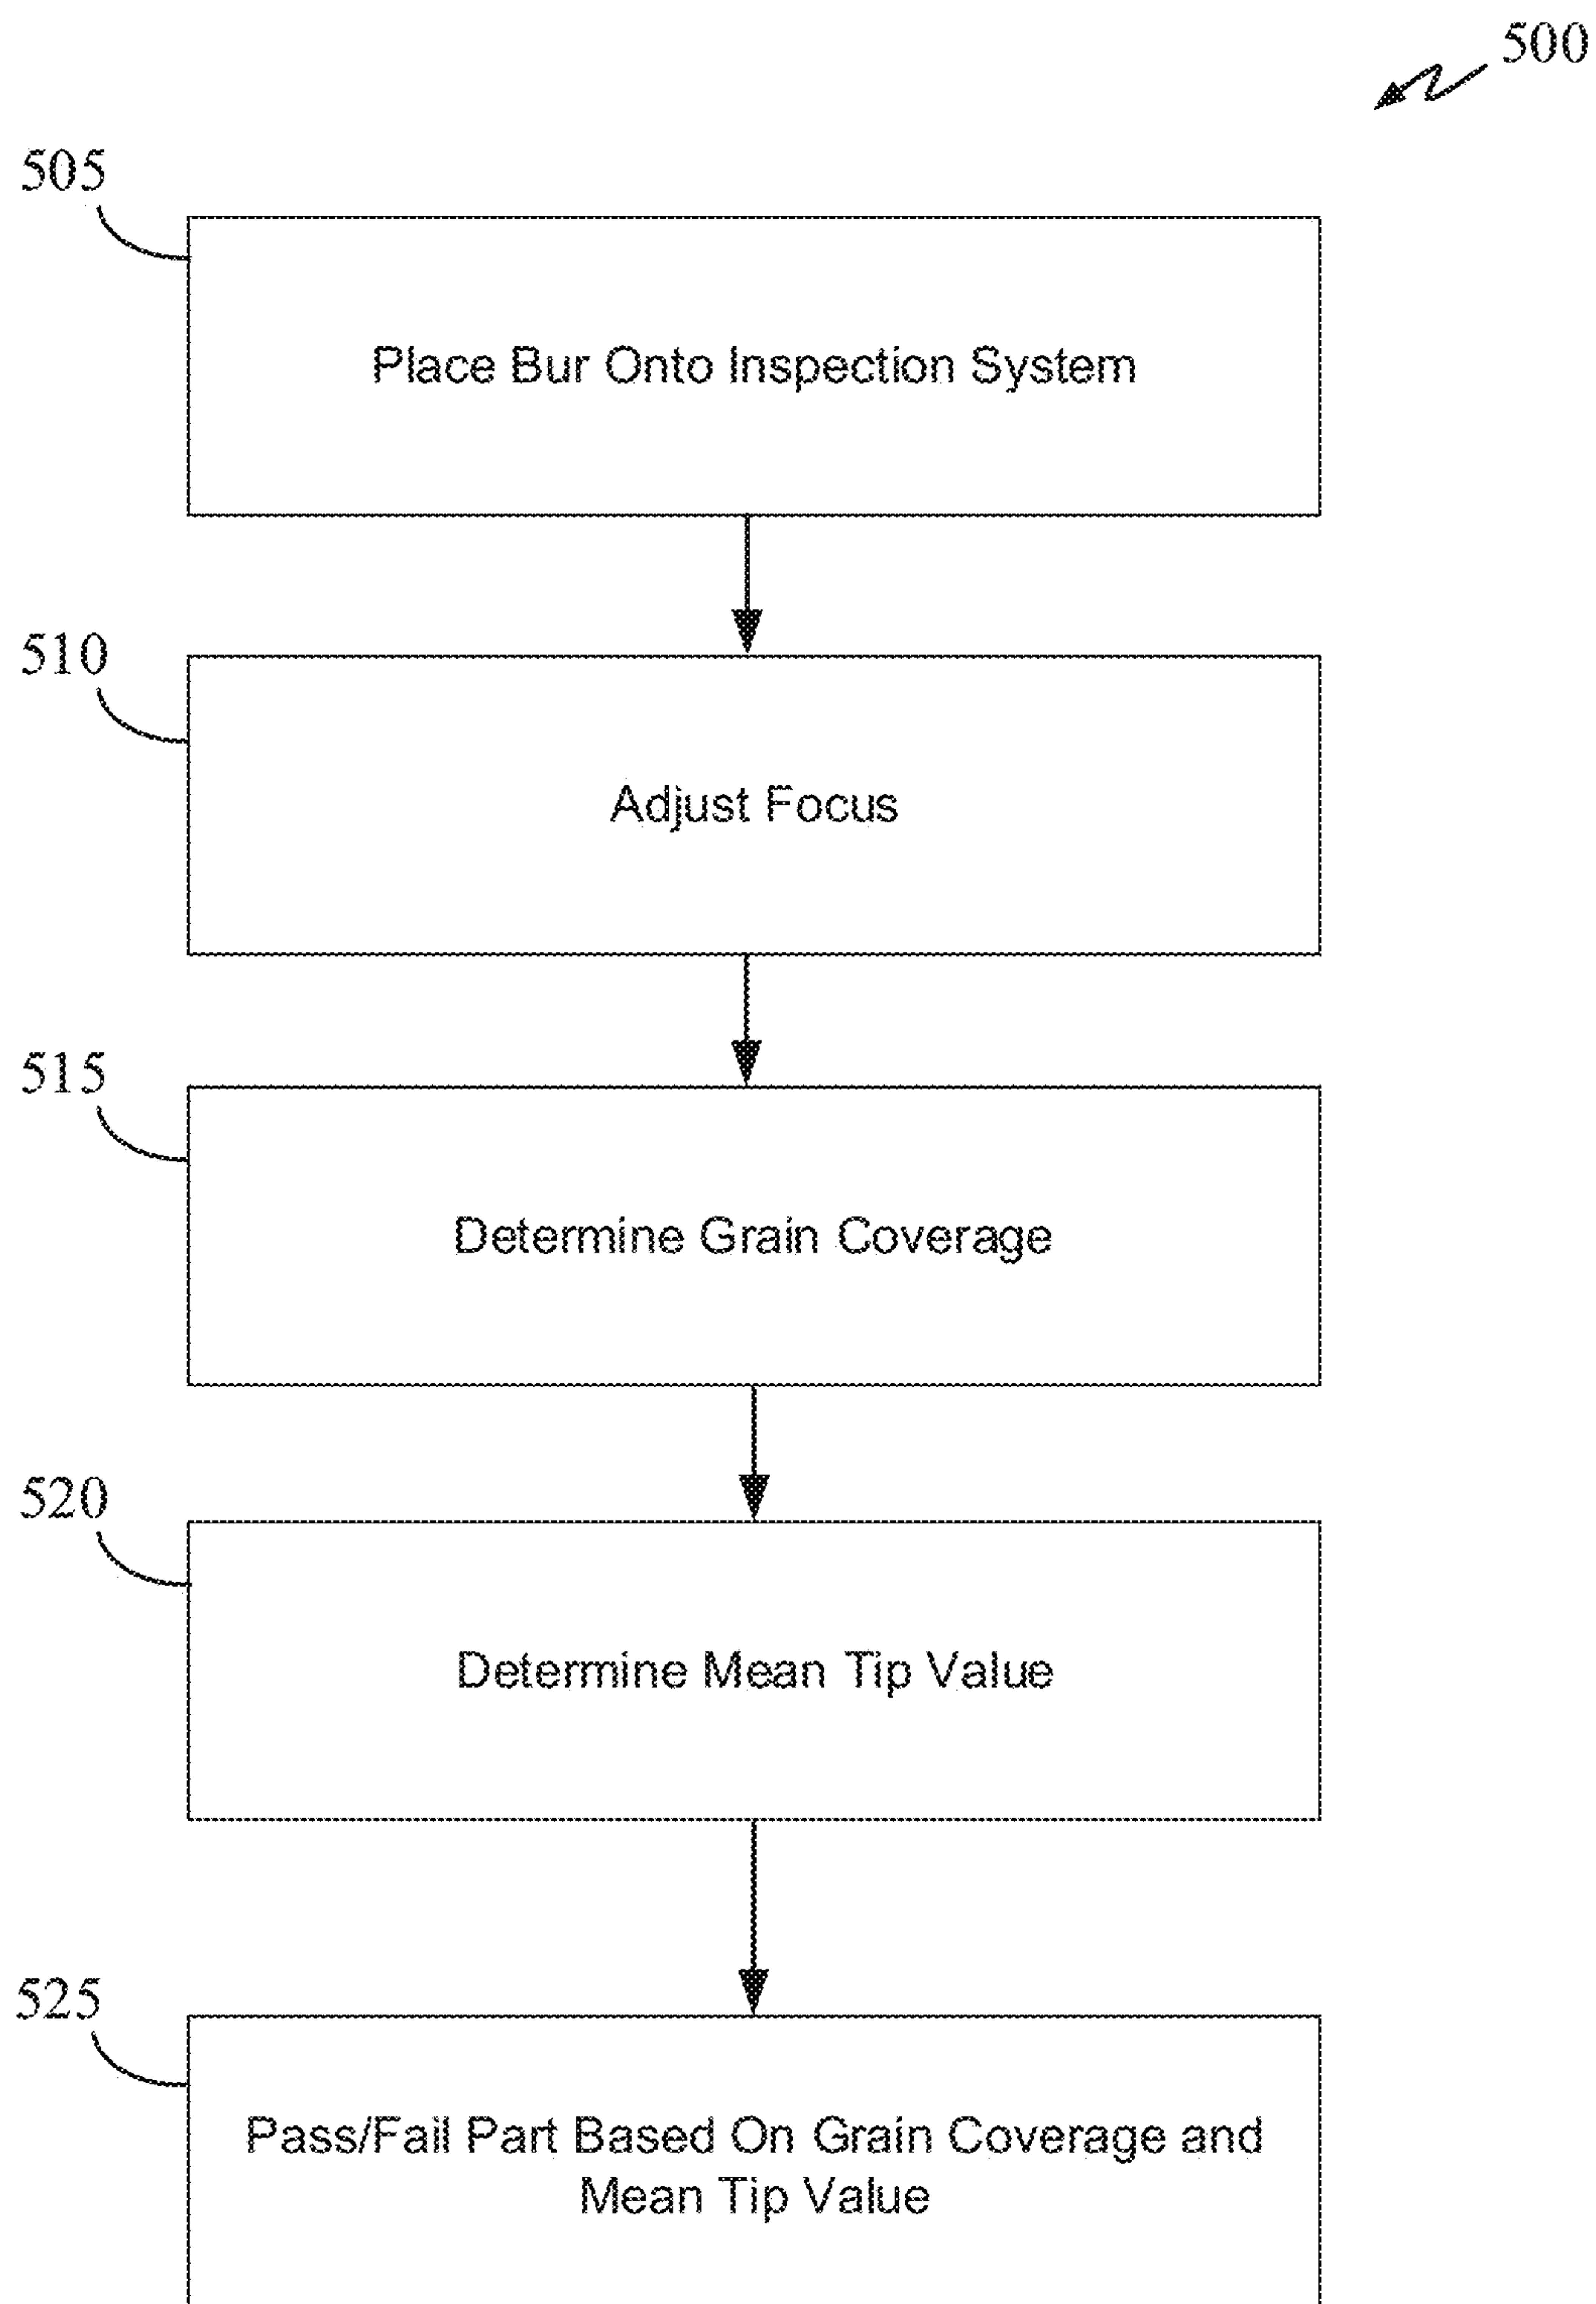 500
505
Place Bur Onto Inspection System
510
Adjust Focus
515
Determine Grain Coverage
520
Determine Mean Tip Value
525
Pass/Fail Part Based On Grain Coverage and
Mean Tip Value